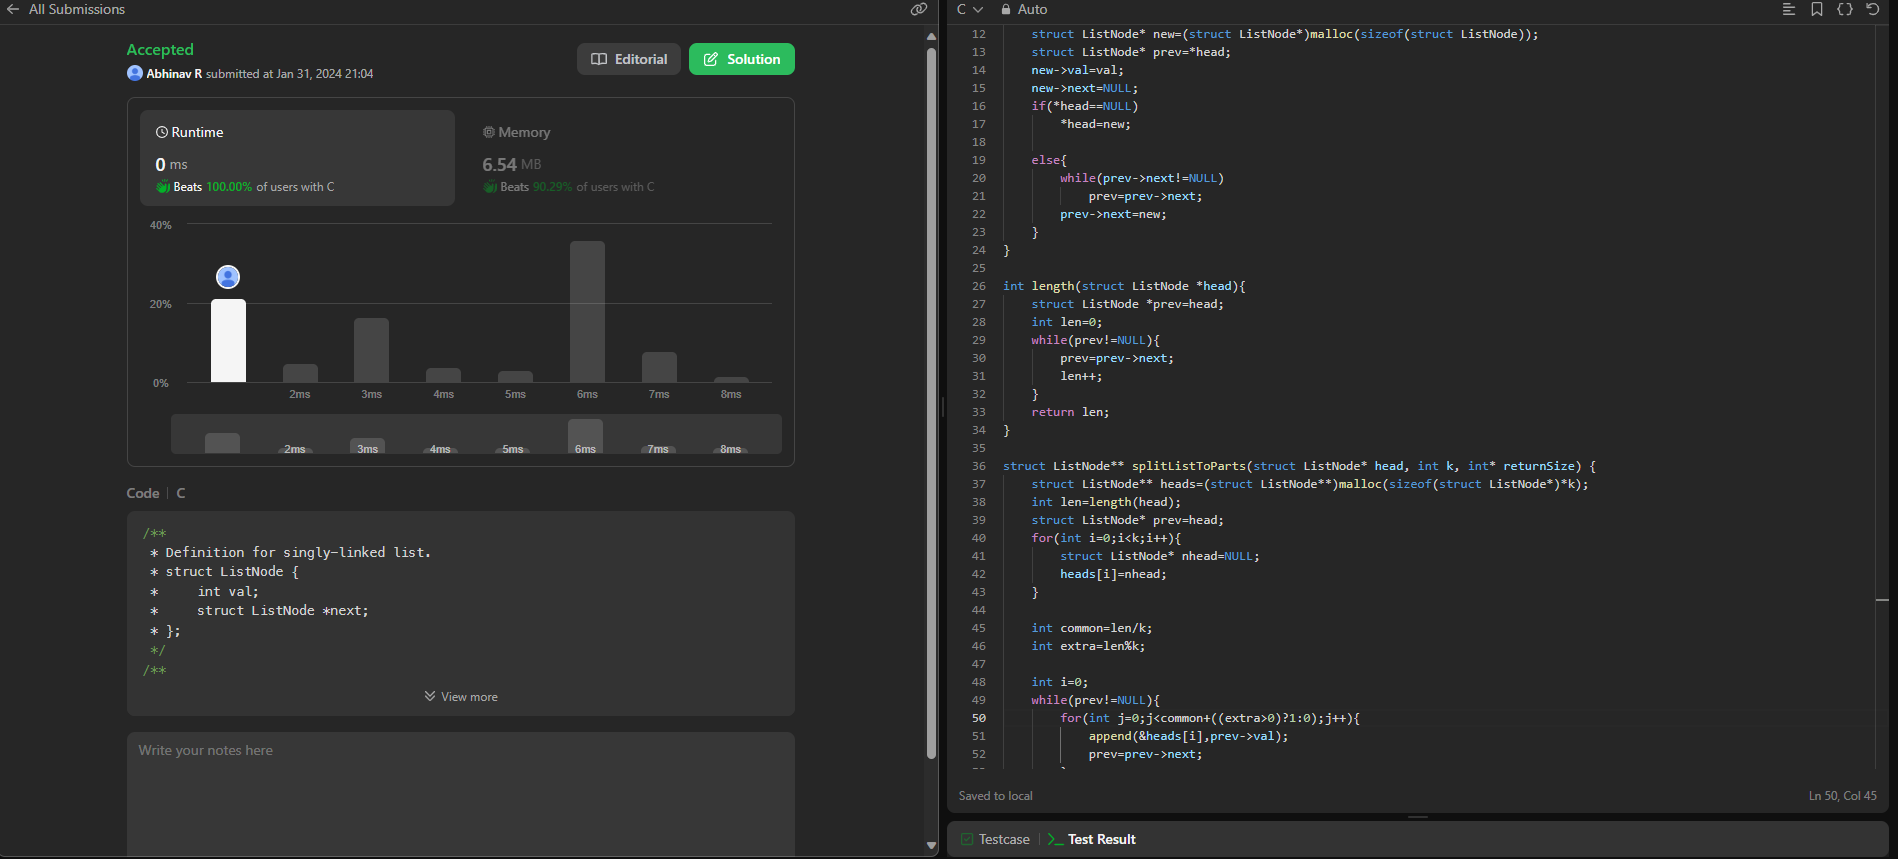 All Submissions
Accepted
Abhinav R submitted at Jan 31, 2024 21:04
Editorial
Solution
Runtime
0 ms
Beats 100.00% of users with C
Memory
6.54 MB
Beats 90.29% of users with C
40%
20%
0%
2ms 3ms 4ms 5ms 6ms 7ms 8ms
2ms 3ms 4ms 5ms 6ms 7ms 8ms
Code | C
/**
 * Definition for singly-linked list.
 * struct ListNode {
 *     int val;
 *     struct ListNode *next;
 * };
 */
/**
View more
Write your notes here
C Auto
12     struct ListNode* new=(struct ListNode*)malloc(sizeof(struct ListNode));
13     struct ListNode* prev=*head;
14     new->val=val;
15     new->next=NULL;
16     if(*head==NULL)
17         *head=new;
18
19     else{
20         while(prev->next!=NULL)
21             prev=prev->next;
22         prev->next=new;
23     }
24 }
25
26 int length(struct ListNode *head){
27     struct ListNode *prev=head;
28     int len=0;
29     while(prev!=NULL){
30         prev=prev->next;
31         len++;
32     }
33     return len;
34 }
35
36 struct ListNode** splitListToParts(struct ListNode* head, int k, int* returnSize) {
37     struct ListNode** heads=(struct ListNode**)malloc(sizeof(struct ListNode*)*k);
38     int len=length(head);
39     struct ListNode* prev=head;
40     for(int i=0;i<k;i++){
41         struct ListNode* nhead=NULL;
42         heads[i]=nhead;
43     }
44
45     int common=len/k;
46     int extra=len%k;
47
48     int i=0;
49     while(prev!=NULL){
50         for(int j=0;j<common+((extra>0)?1:0);j++){
51             append(&heads[i],prev->val);
52             prev=prev->next;
Saved to local
Ln 50, Col 45
Testcase | >_ Test Result